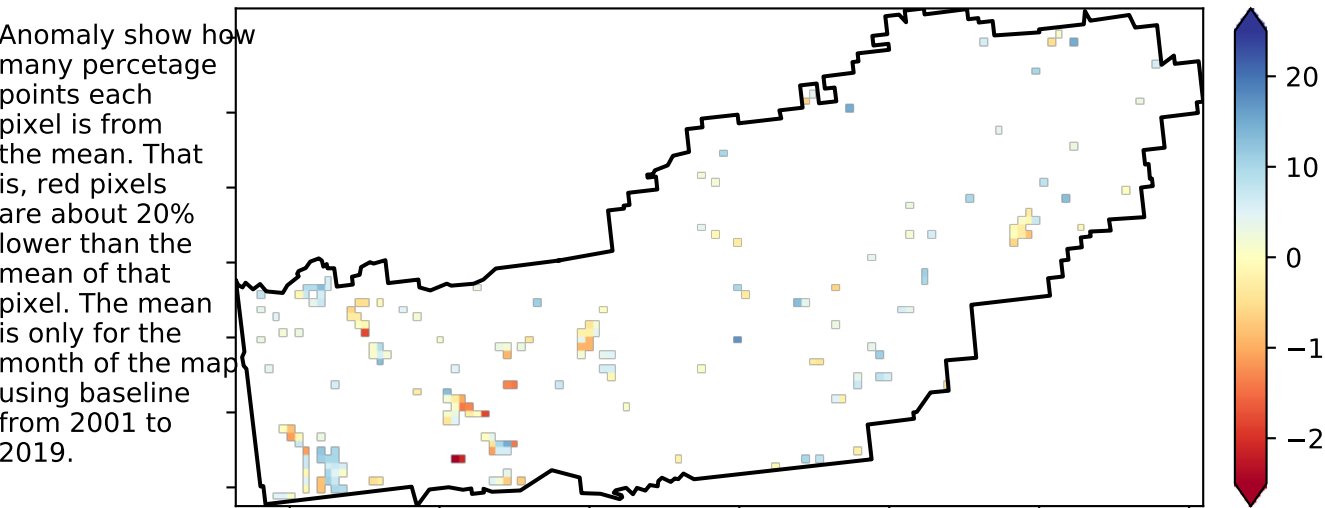 Anomaly show how
many percetage
points each
pixel is from
the mean. That
is, red pixels
are about 20%
lower than the
mean of that
pixel. The mean
is only for the
month of the map
using baseline
from 2001 to
2019.
20
10
0
−1
−2